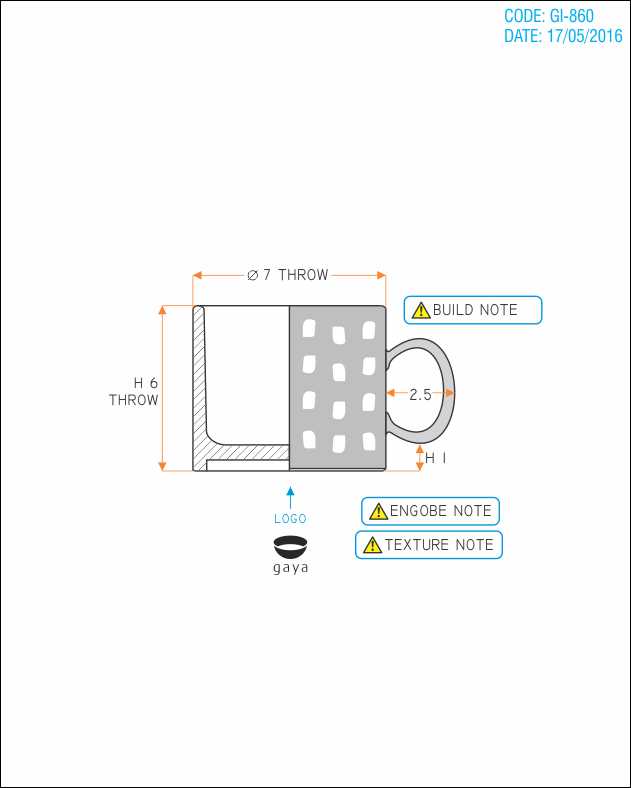 CODE: GI-860
DATE: 17/05/2016
⌀ 7 THROW
BUILD NOTE
H 6
THROW
2.5
H 1
ENGOBE NOTE
LOGO
TEXTURE NOTE
gaya